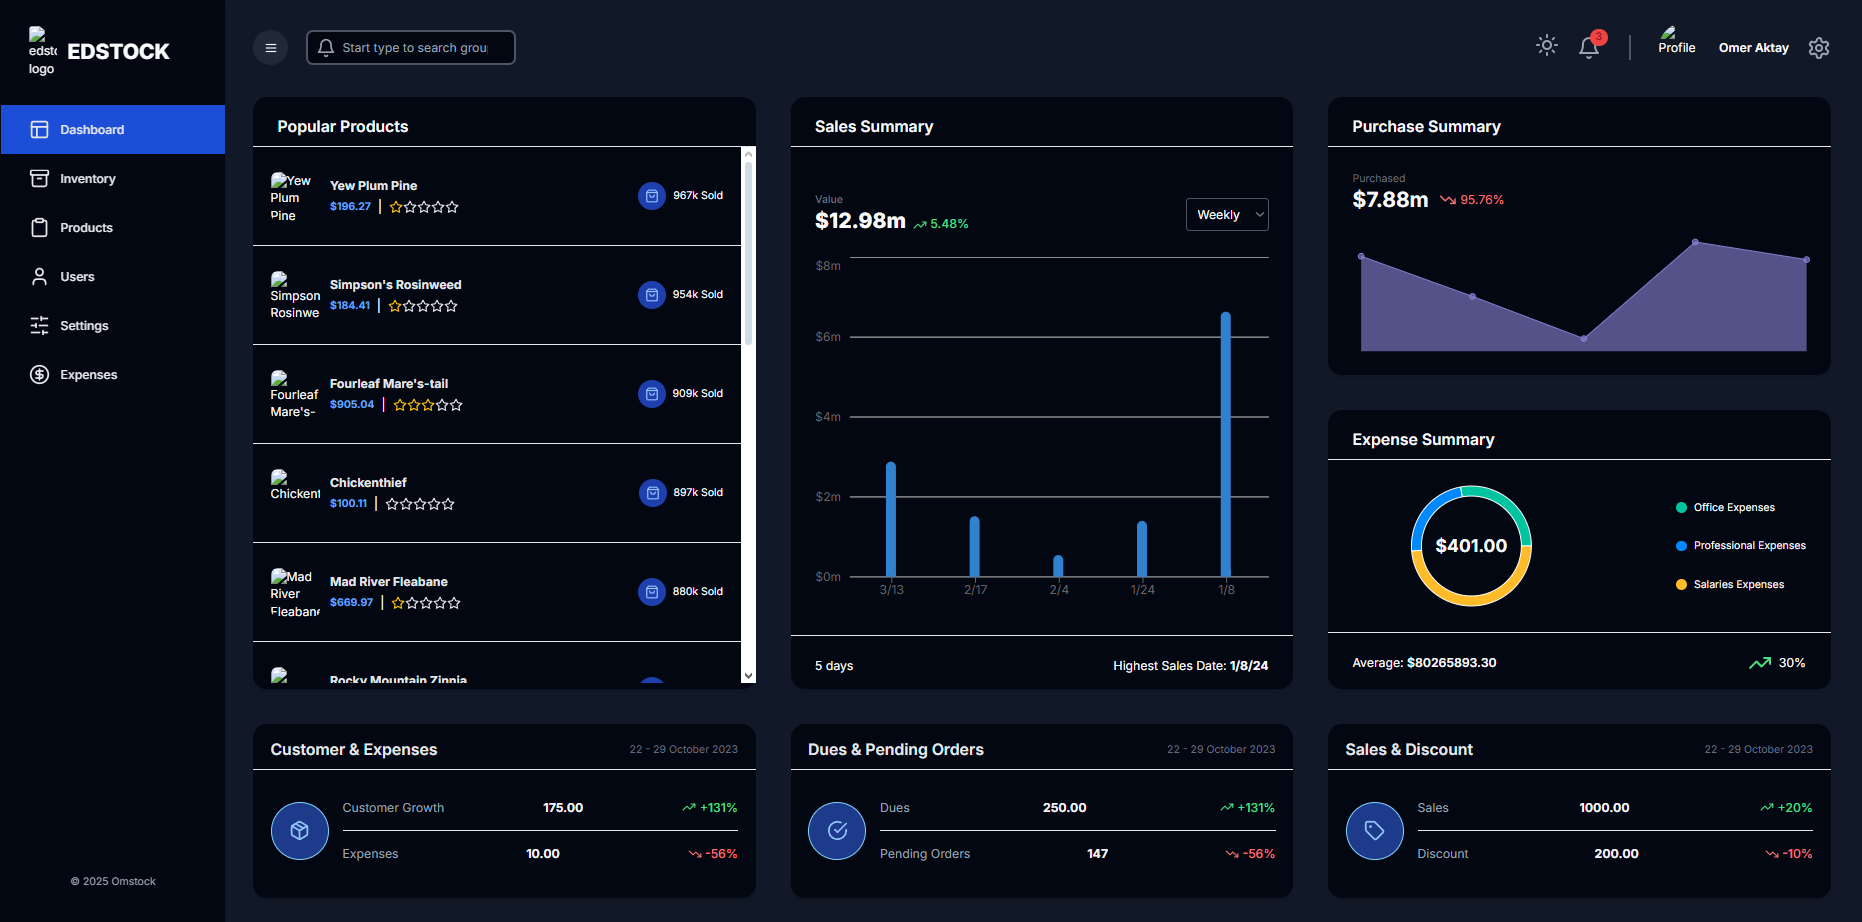 edsto
logo
EDSTOCK
Dashboard
Inventory
Products
Users
Settings
Expenses
© 2025 Omstock
Start type to search grou
3
Profile
Omer Aktay
Popular Products
Yew
Plum
Pine
Yew Plum Pine
$196.27
967k Sold
Simpson
Rosinwe
Simpson's Rosinweed
$184.41
954k Sold
Fourleaf
Mare's-
Fourleaf Mare's-tail
$905.04
909k Sold
Chickent
Chickenthief
$100.11
897k Sold
Mad
River
Fleabane
Mad River Fleabane
$669.97
880k Sold
Rocky Mountain Zinnia
Sales Summary
Value
$12.98m
5.48%
Weekly
$8m
$6m
$4m
$2m
$0m
3/13
2/17
2/4
1/24
1/8
5 days
Highest Sales Date: 1/8/24
Purchase Summary
Purchased
$7.88m
95.76%
Expense Summary
$401.00
Office Expenses
Professional Expenses
Salaries Expenses
Average: $80265893.30
30%
Customer & Expenses
22 - 29 October 2023
Customer Growth
175.00
+131%
Expenses
10.00
-56%
Dues & Pending Orders
22 - 29 October 2023
Dues
250.00
+131%
Pending Orders
147
-56%
Sales & Discount
22 - 29 October 2023
Sales
1000.00
+20%
Discount
200.00
-10%